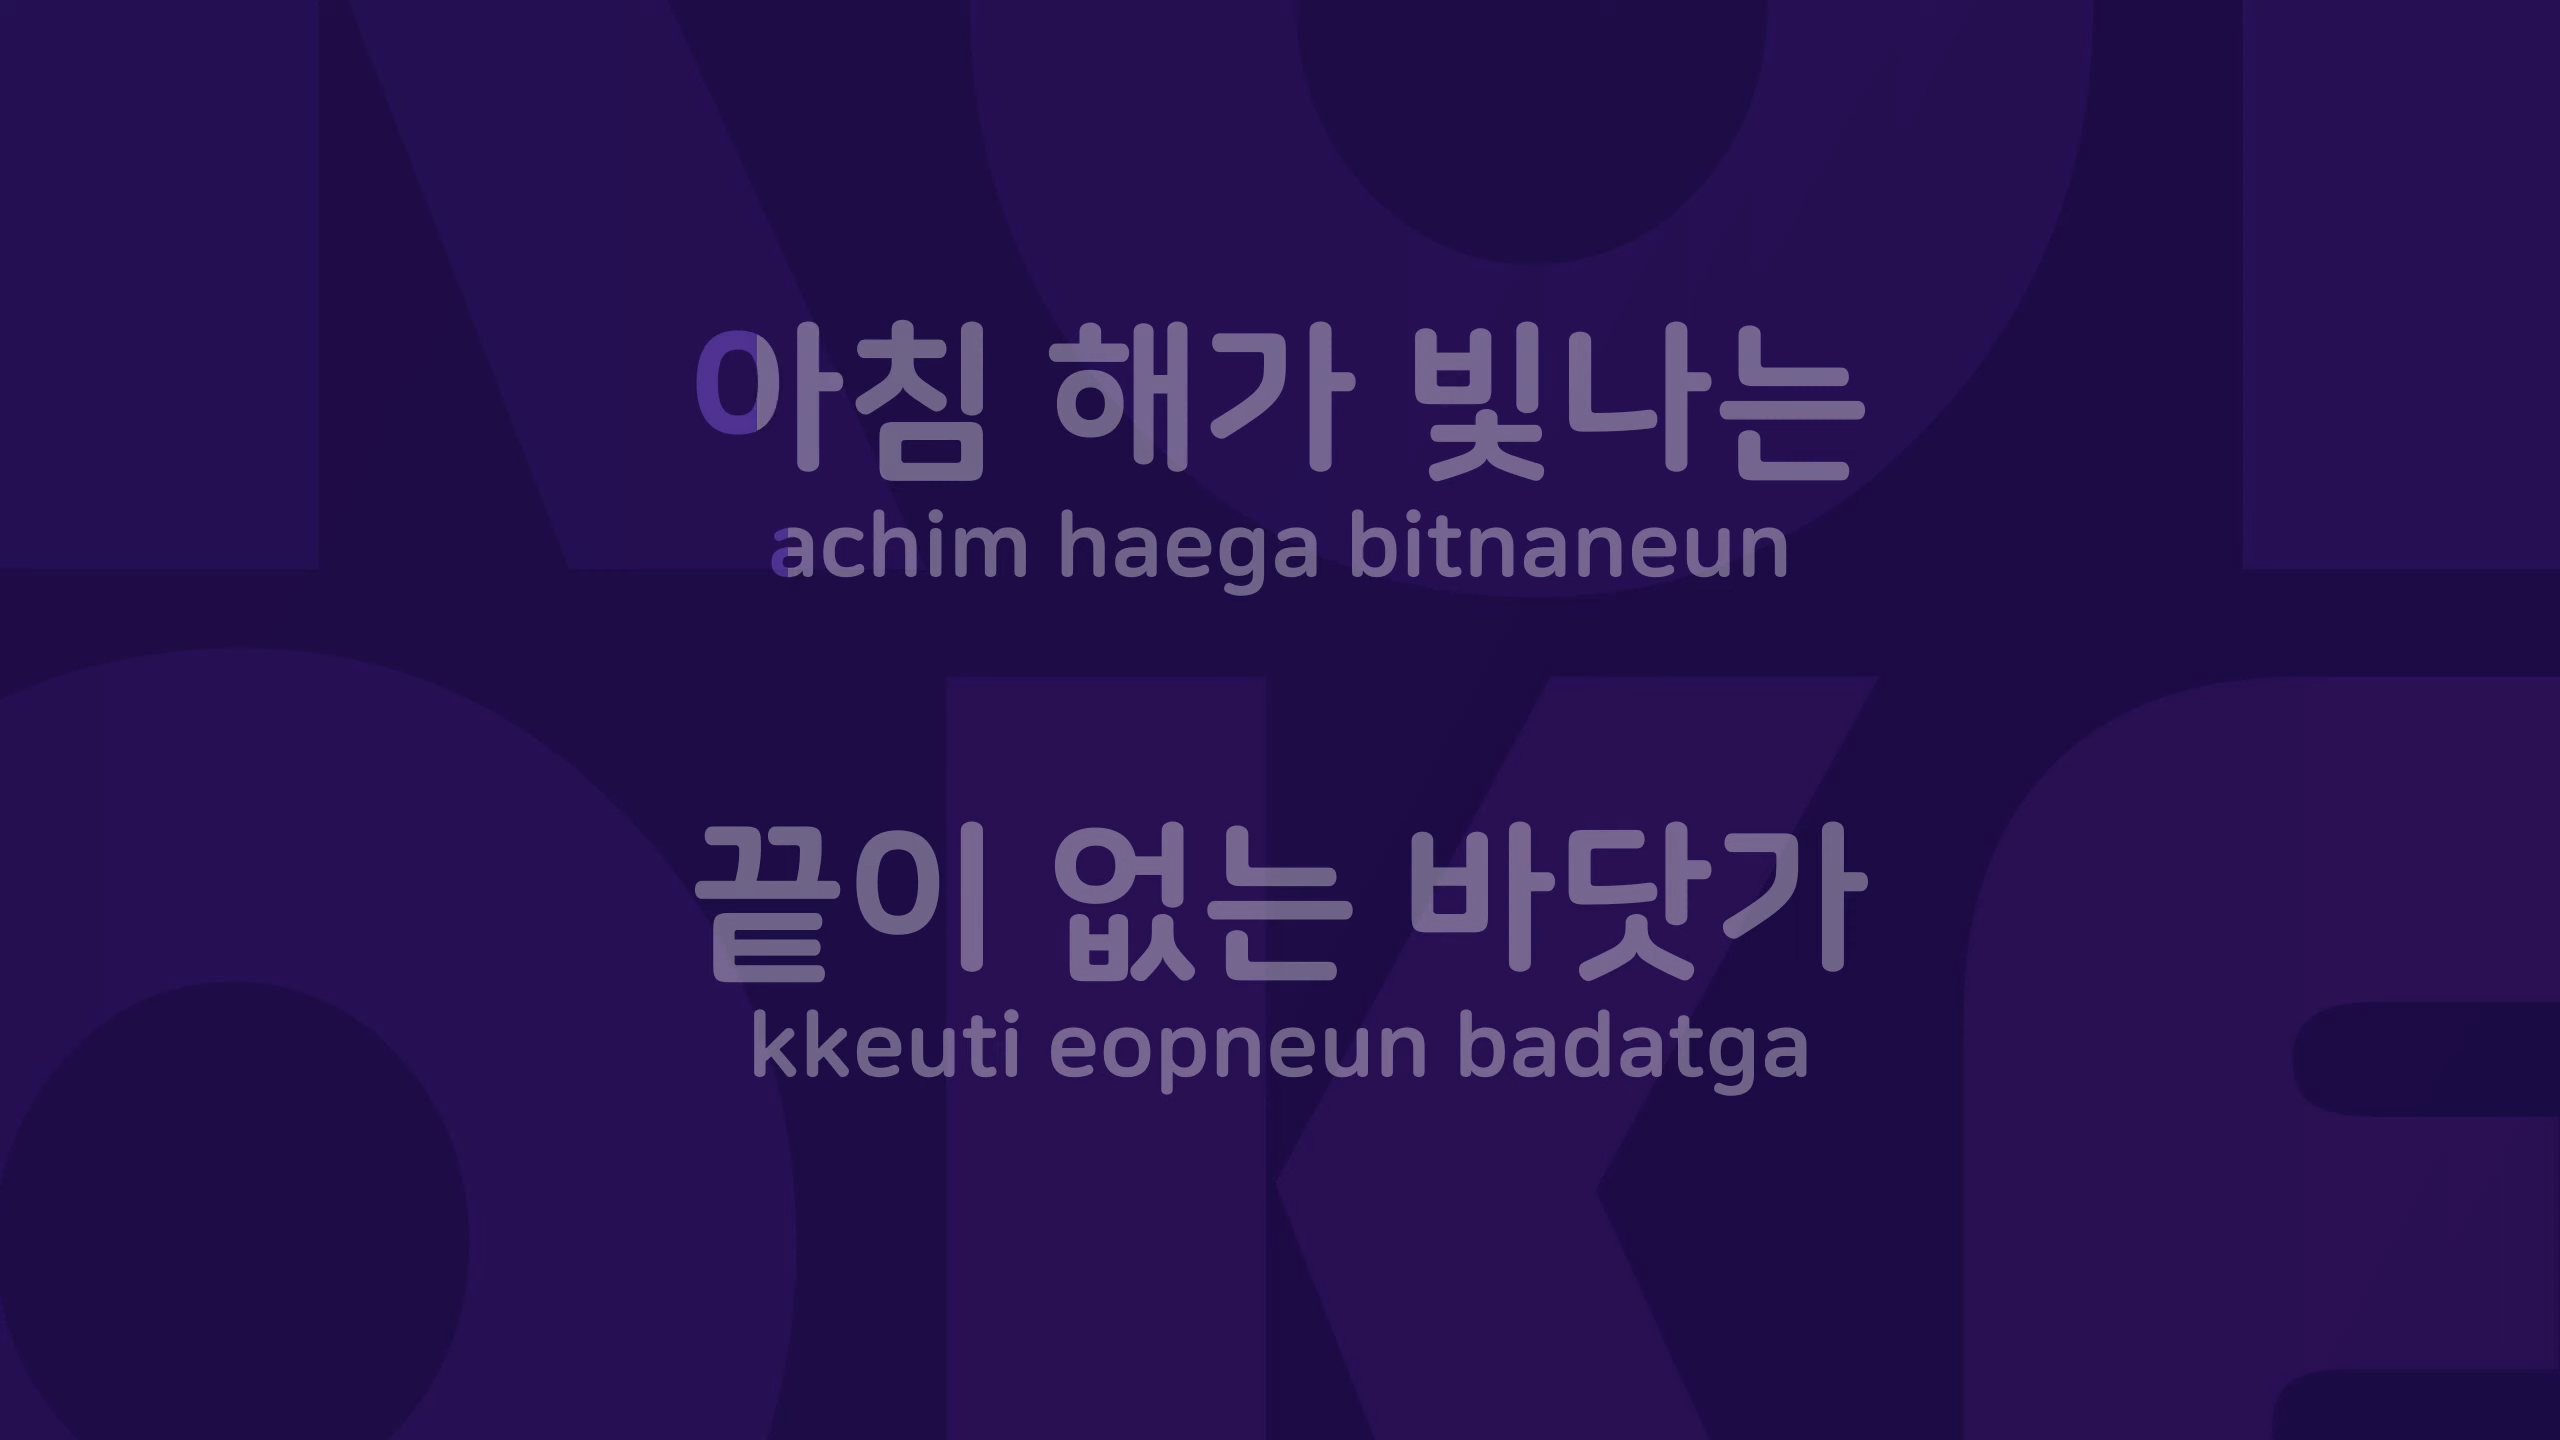 아침 해가 빛나는
achim haega bitnaneun
끝이 없는 바닷가
kkeuti eopneun badatga